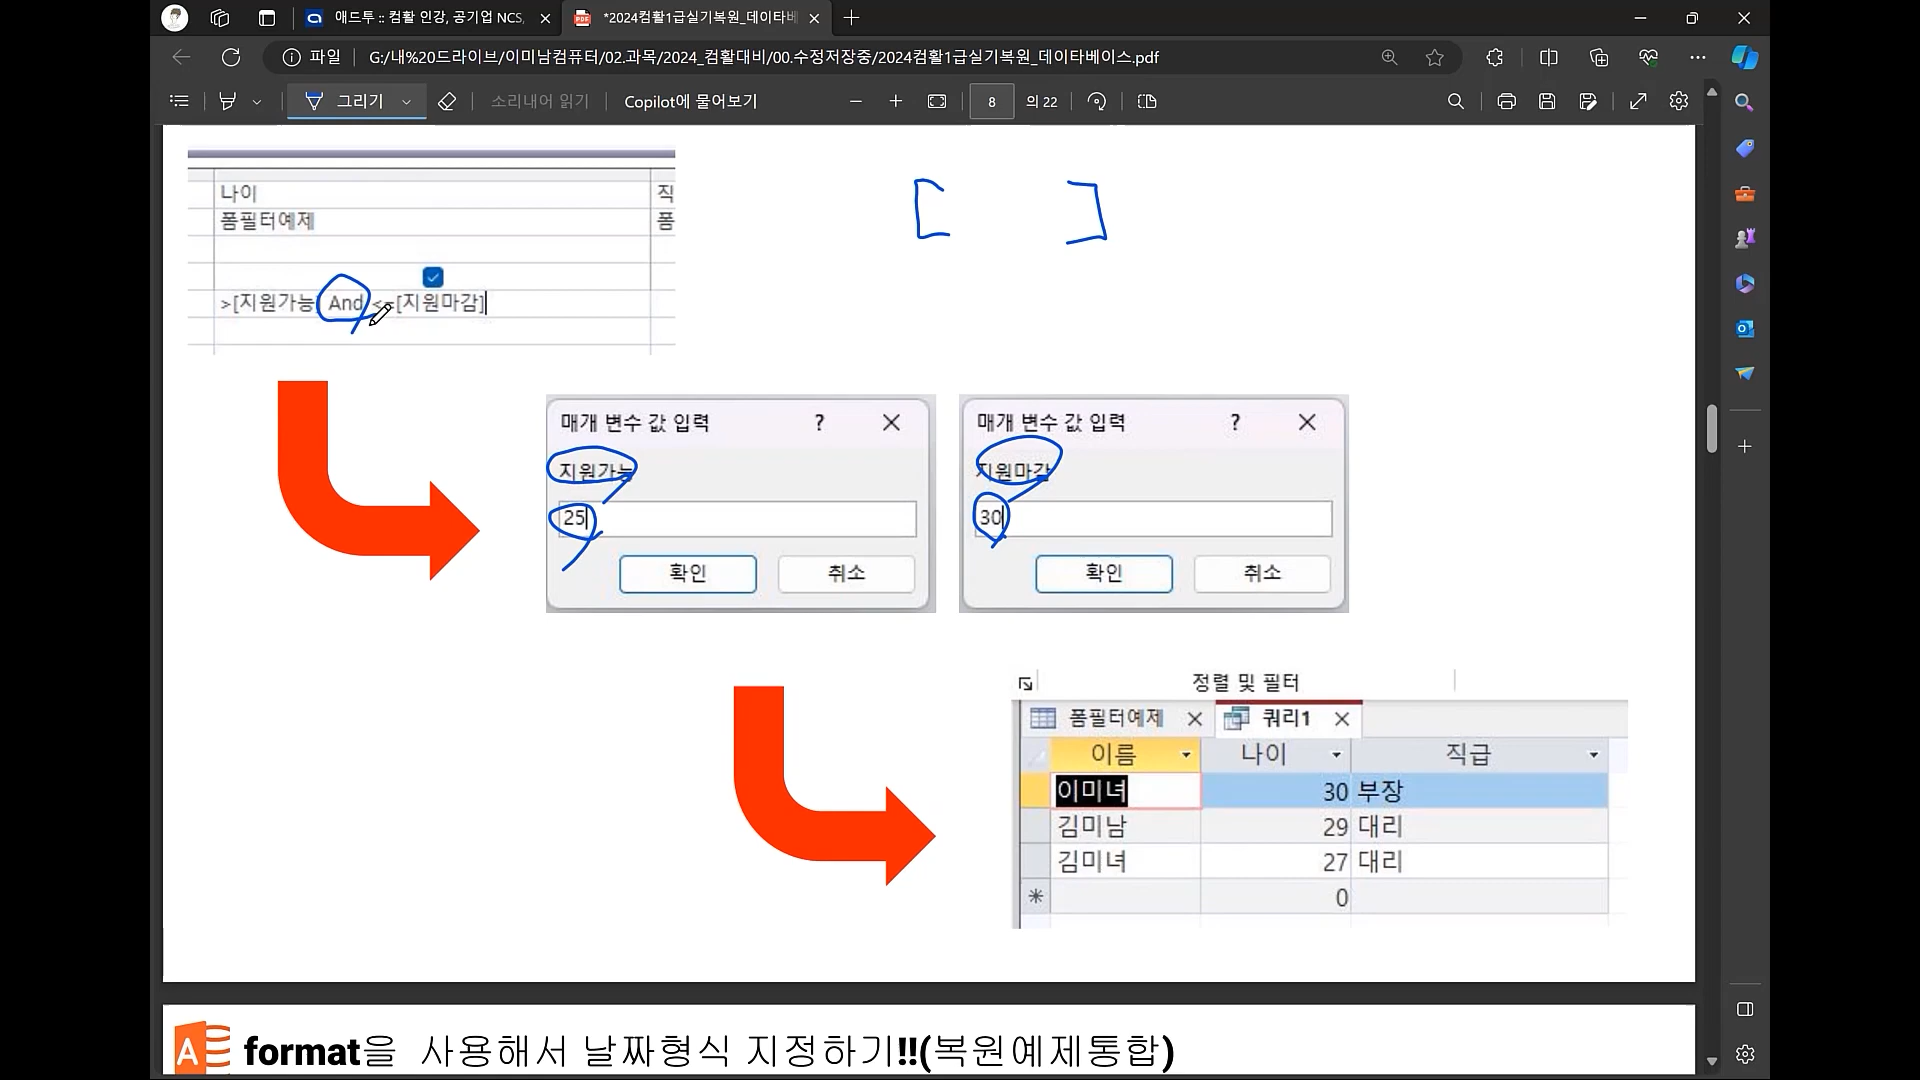 애드투 :: 컴활 인강, 공기업 NCS,
*2024컴활1급실기복원_데이터베
파일
G:/내%20드라이브/이미남컴퓨터/02.과목/2024_컴활대비/00.수정저장중/2024컴활1급실기복원_데이타베이스.pdf
그리기
소리내어 읽기
Copilot에 물어보기
8
의 22
나이
직
폼필터예제
폼
>[지원가능] And <=[지원마감]
매개 변수 값 입력
?
지원가능
25
확인
취소
매개 변수 값 입력
?
지원마감
30
확인
취소
정렬 및 필터
폼필터예제
쿼리1
이름
나이
직급
이미녀
30
부장
김미남
29
대리
김미녀
27
대리
*
0
A
format을 사용해서 날짜형식 지정하기!!(복원예제통합)